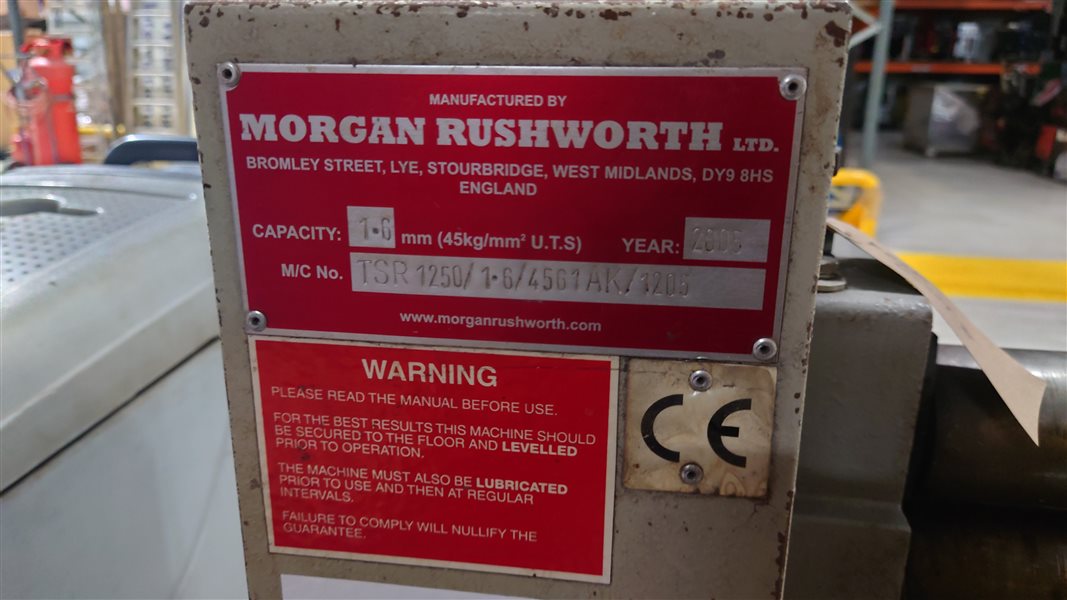 MANUFACTURED BY
MORGAN RUSHWORTH LTD.
BROMLEY STREET, LYE, STOURBRIDGE, WEST MIDLANDS, DY9 8HS
ENGLAND
CAPACITY: 1·6 mm (45kg/mm² U.T.S) YEAR: 2005
M/C No. TSR 1250/1·6/4561AK/1205
www.morganrushworth.com
WARNING
PLEASE READ THE MANUAL BEFORE USE.
FOR THE BEST RESULTS THIS MACHINE SHOULD
BE SECURED TO THE FLOOR AND LEVELLED
PRIOR TO OPERATION.
THE MACHINE MUST ALSO BE LUBRICATED
PRIOR TO USE AND THEN AT REGULAR
INTERVALS.
FAILURE TO COMPLY WILL NULLIFY THE
GUARANTEE.
CE